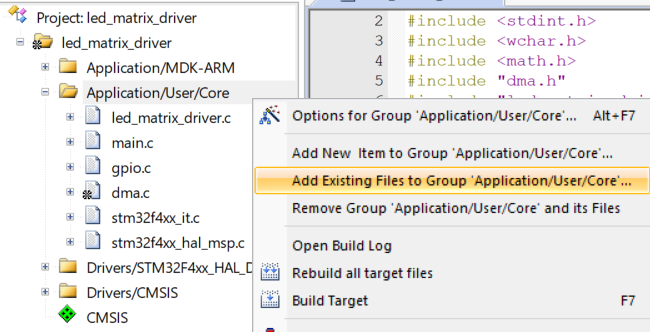 Project: led_matrix_driver
led_matrix_driver
Application/MDK-ARM
Application/User/Core
led_matrix_driver.c
main.c
gpio.c
dma.c
stm32f4xx_it.c
stm32f4xx_hal_msp.c
Drivers/STM32F4xx_HAL_D
Drivers/CMSIS
CMSIS
2 #include <stdint.h>
3 #include <wchar.h>
4 #include <math.h>
5 #include "dma.h"
Options for Group 'Application/User/Core'... Alt+F7
Add New Item to Group 'Application/User/Core'...
Add Existing Files to Group 'Application/User/Core'...
Remove Group 'Application/User/Core' and its Files
Open Build Log
Rebuild all target files
Build Target F7